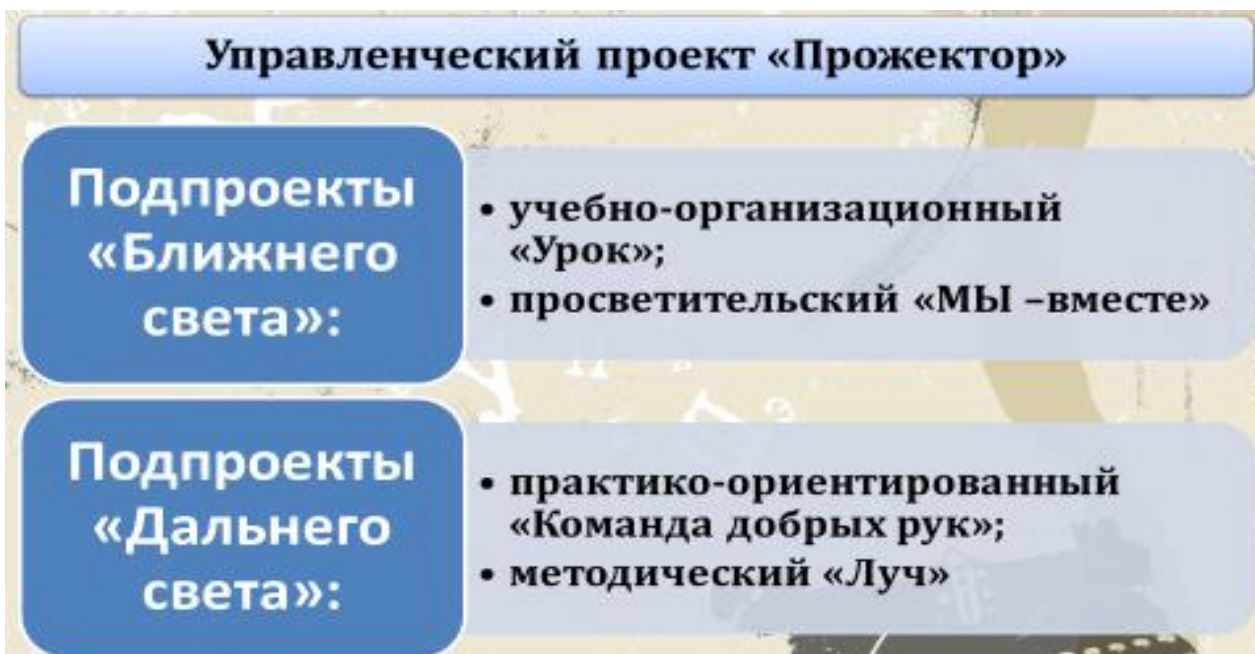 Управленческий проект «Прожектор»
Подпроекты
«Ближнего
света»:
• учебно-организационный
«Урок»;
• просветительский «МЫ –вместе»
Подпроекты
«Дальнего
света»:
• практико-ориентированный
«Команда добрых рук»;
• методический «Луч»